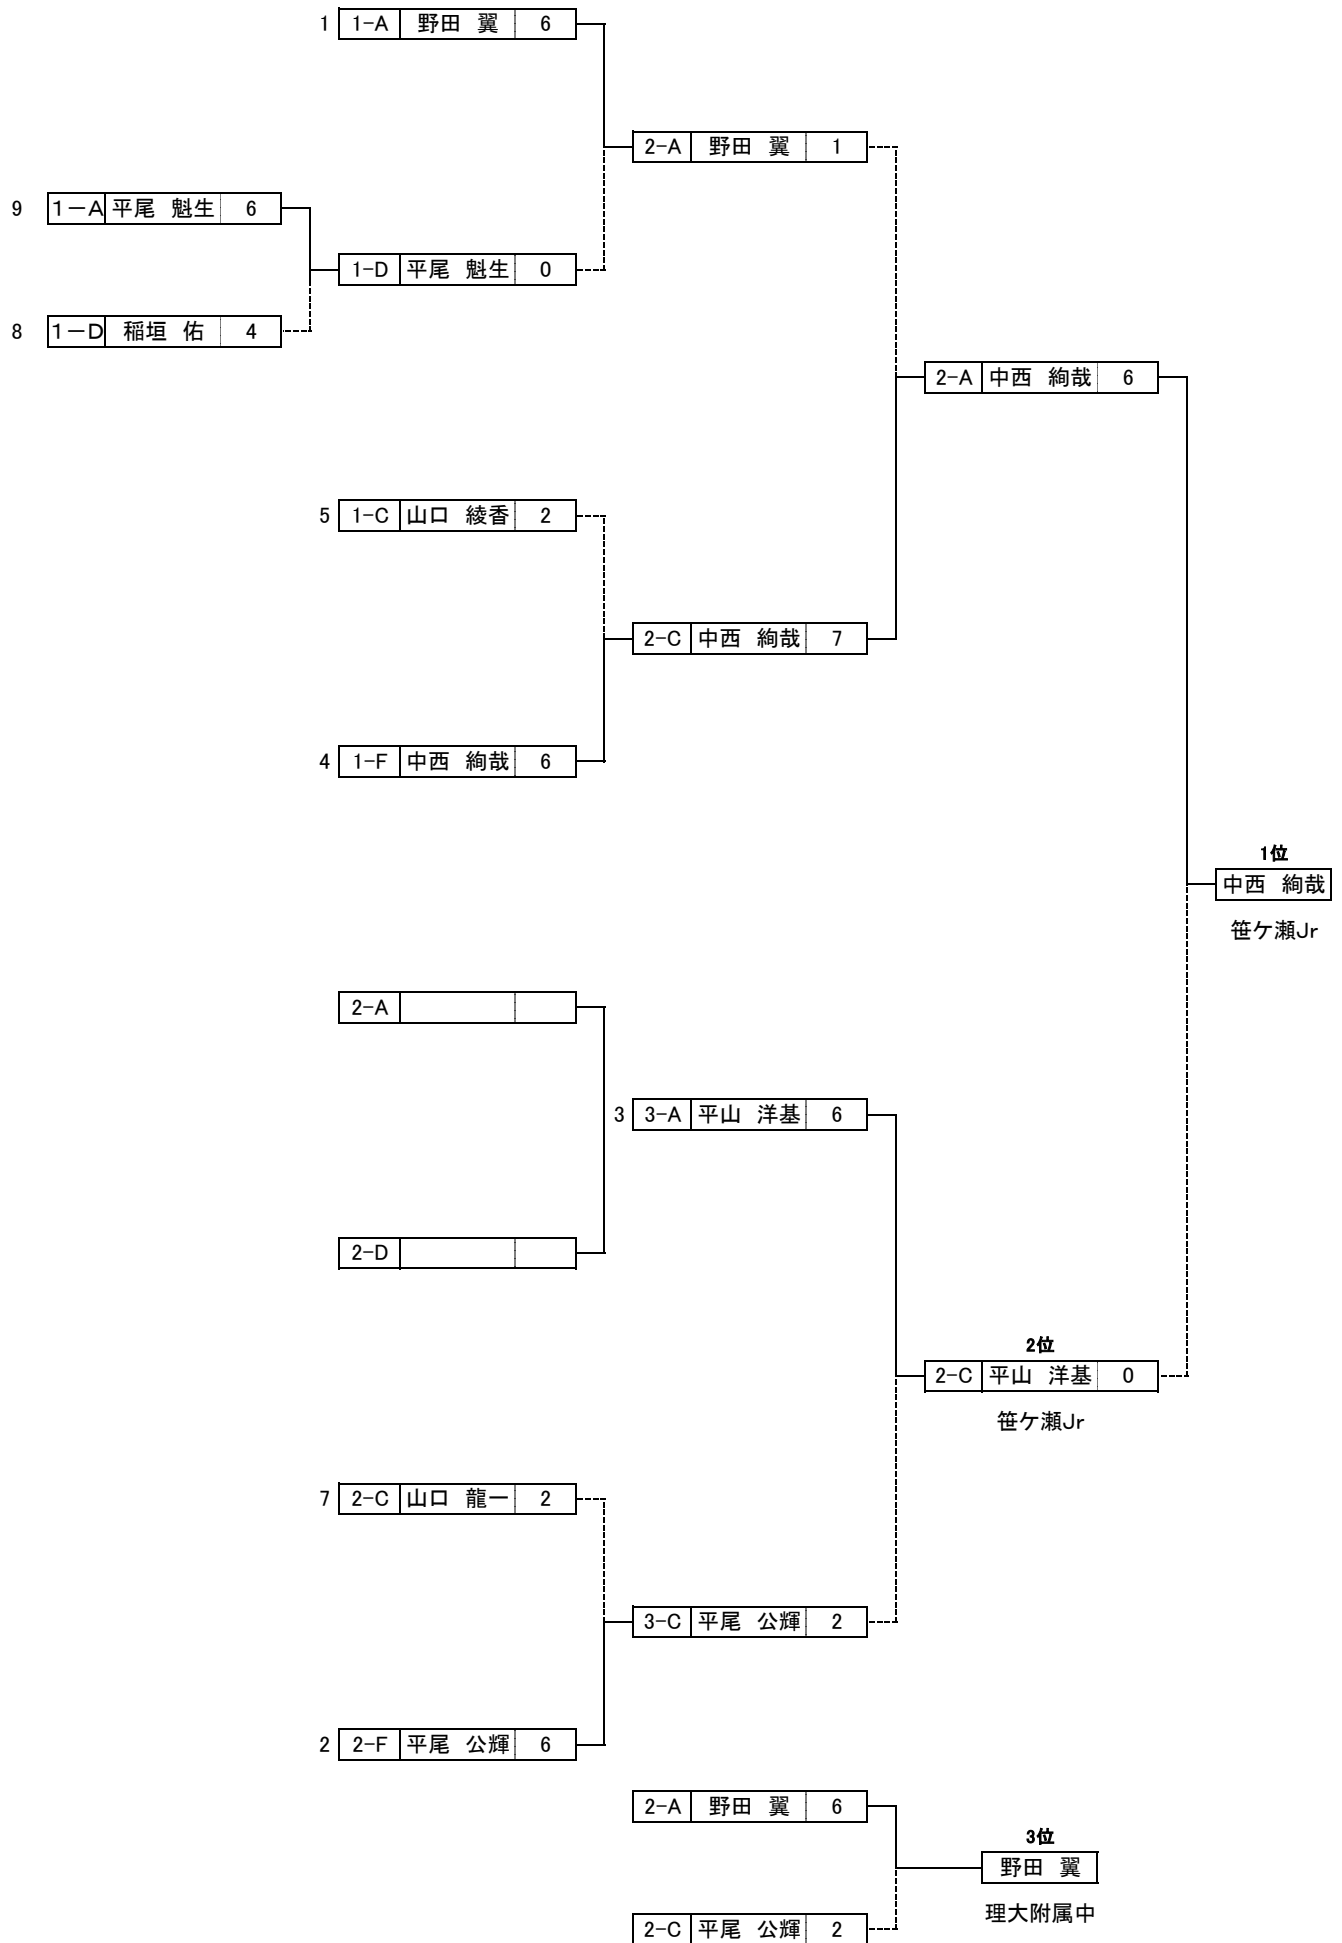 1 1-A 野田 翼 6
2-A 野田 翼 1
9 1-A 平尾 魁生 6
1-D 平尾 魁生 0
8 1-D 稲垣 佑 4
2-A 中西 絢哉 6
5 1-C 山口 綾香 2
2-C 中西 絢哉 7
4 1-F 中西 絢哉 6
1位
中西 絢哉
笹ケ瀬Jr
2-A
3 3-A 平山 洋基 6
2-D
2位
2-C 平山 洋基 0
笹ケ瀬Jr
7 2-C 山口 龍一 2
3-C 平尾 公輝 2
2 2-F 平尾 公輝 6
2-A 野田 翼 6
3位
野田 翼
理大附属中
2-C 平尾 公輝 2